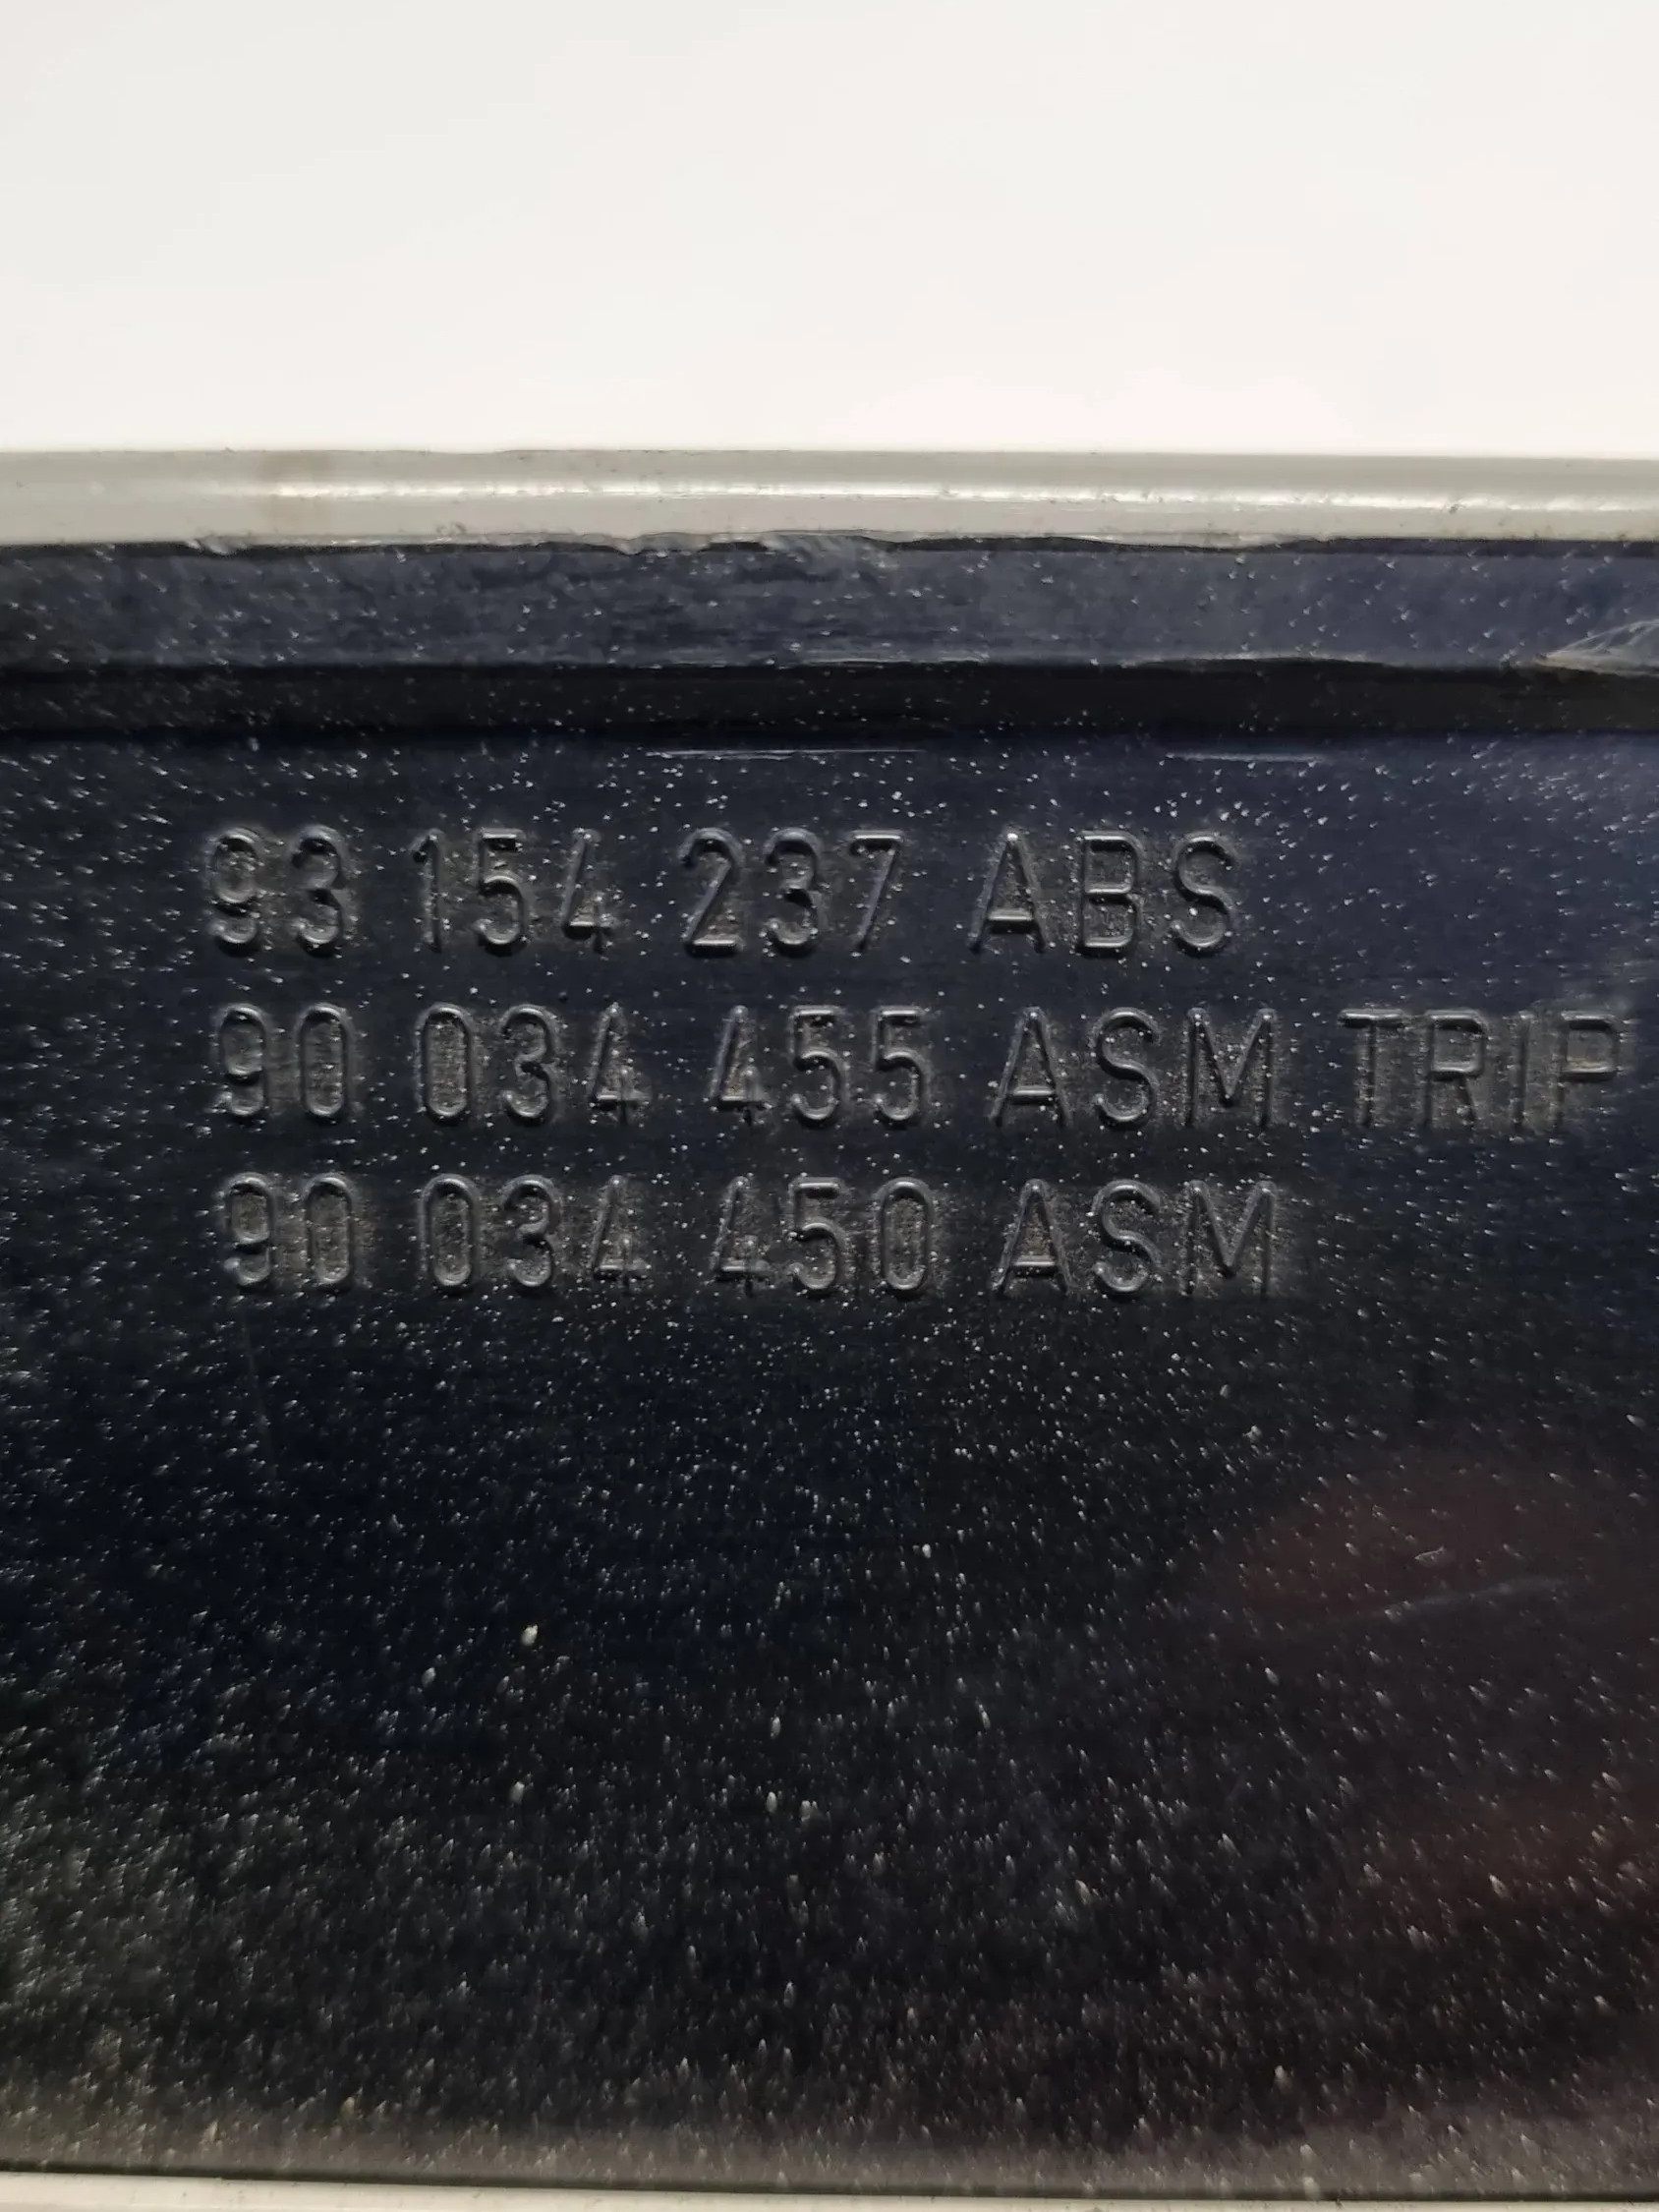 93 154 237 ABS
90 034 455 ASM TRIP
90 034 450 ASM